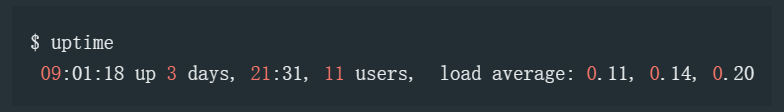 $ uptime
09:01:18 up 3 days, 21:31, 11 users,  load average: 0.11, 0.14, 0.20